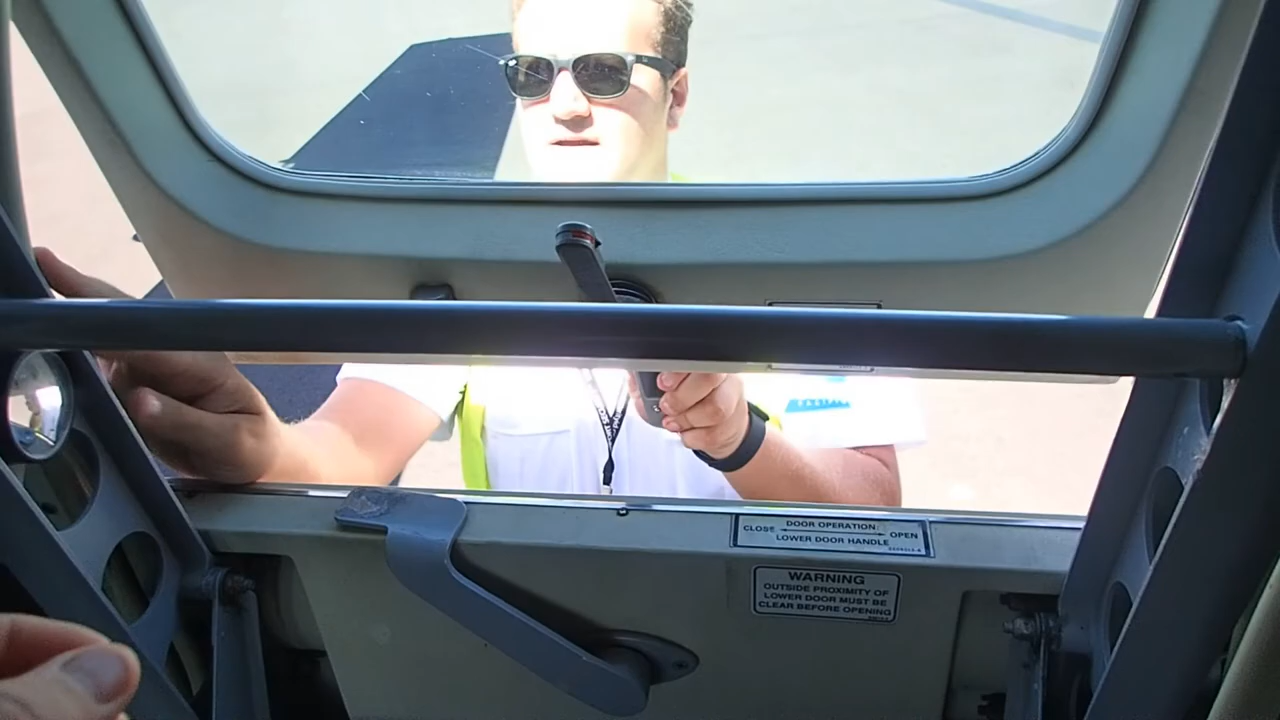 DOOR OPERATION:
CLOSE OPEN
LOWER DOOR HANDLE
WARNING
OUTSIDE PROXIMITY OF
LOWER DOOR MUST BE
CLEAR BEFORE OPENING